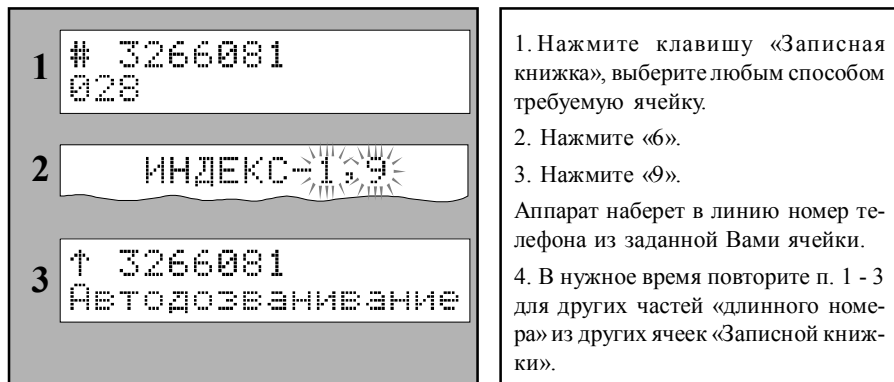 1
# 3266081
028
2
ИНДЕКС-1,9
3
↑ 3266081
Автодозванивание
1. Нажмите клавишу «Записная
книжка», выберите любым способом
требуемую ячейку.
2. Нажмите «6».
3. Нажмите «9».
Аппарат наберет в линию номер те-
лефона из заданной Вами ячейки.
4. В нужное время повторите п. 1 - 3
для других частей «длинного номе-
ра» из других ячеек «Записной книж-
ки».